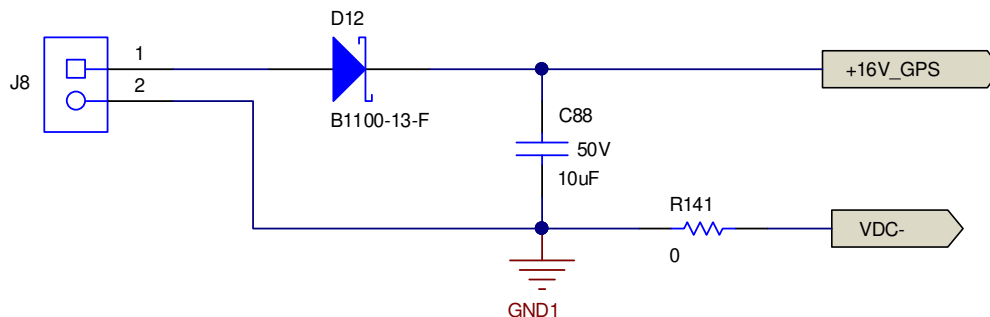 D12
1
J8
2
+16V_GPS
B1100-13-F
C88
50V
10uF
R141
VDC-
0
GND1